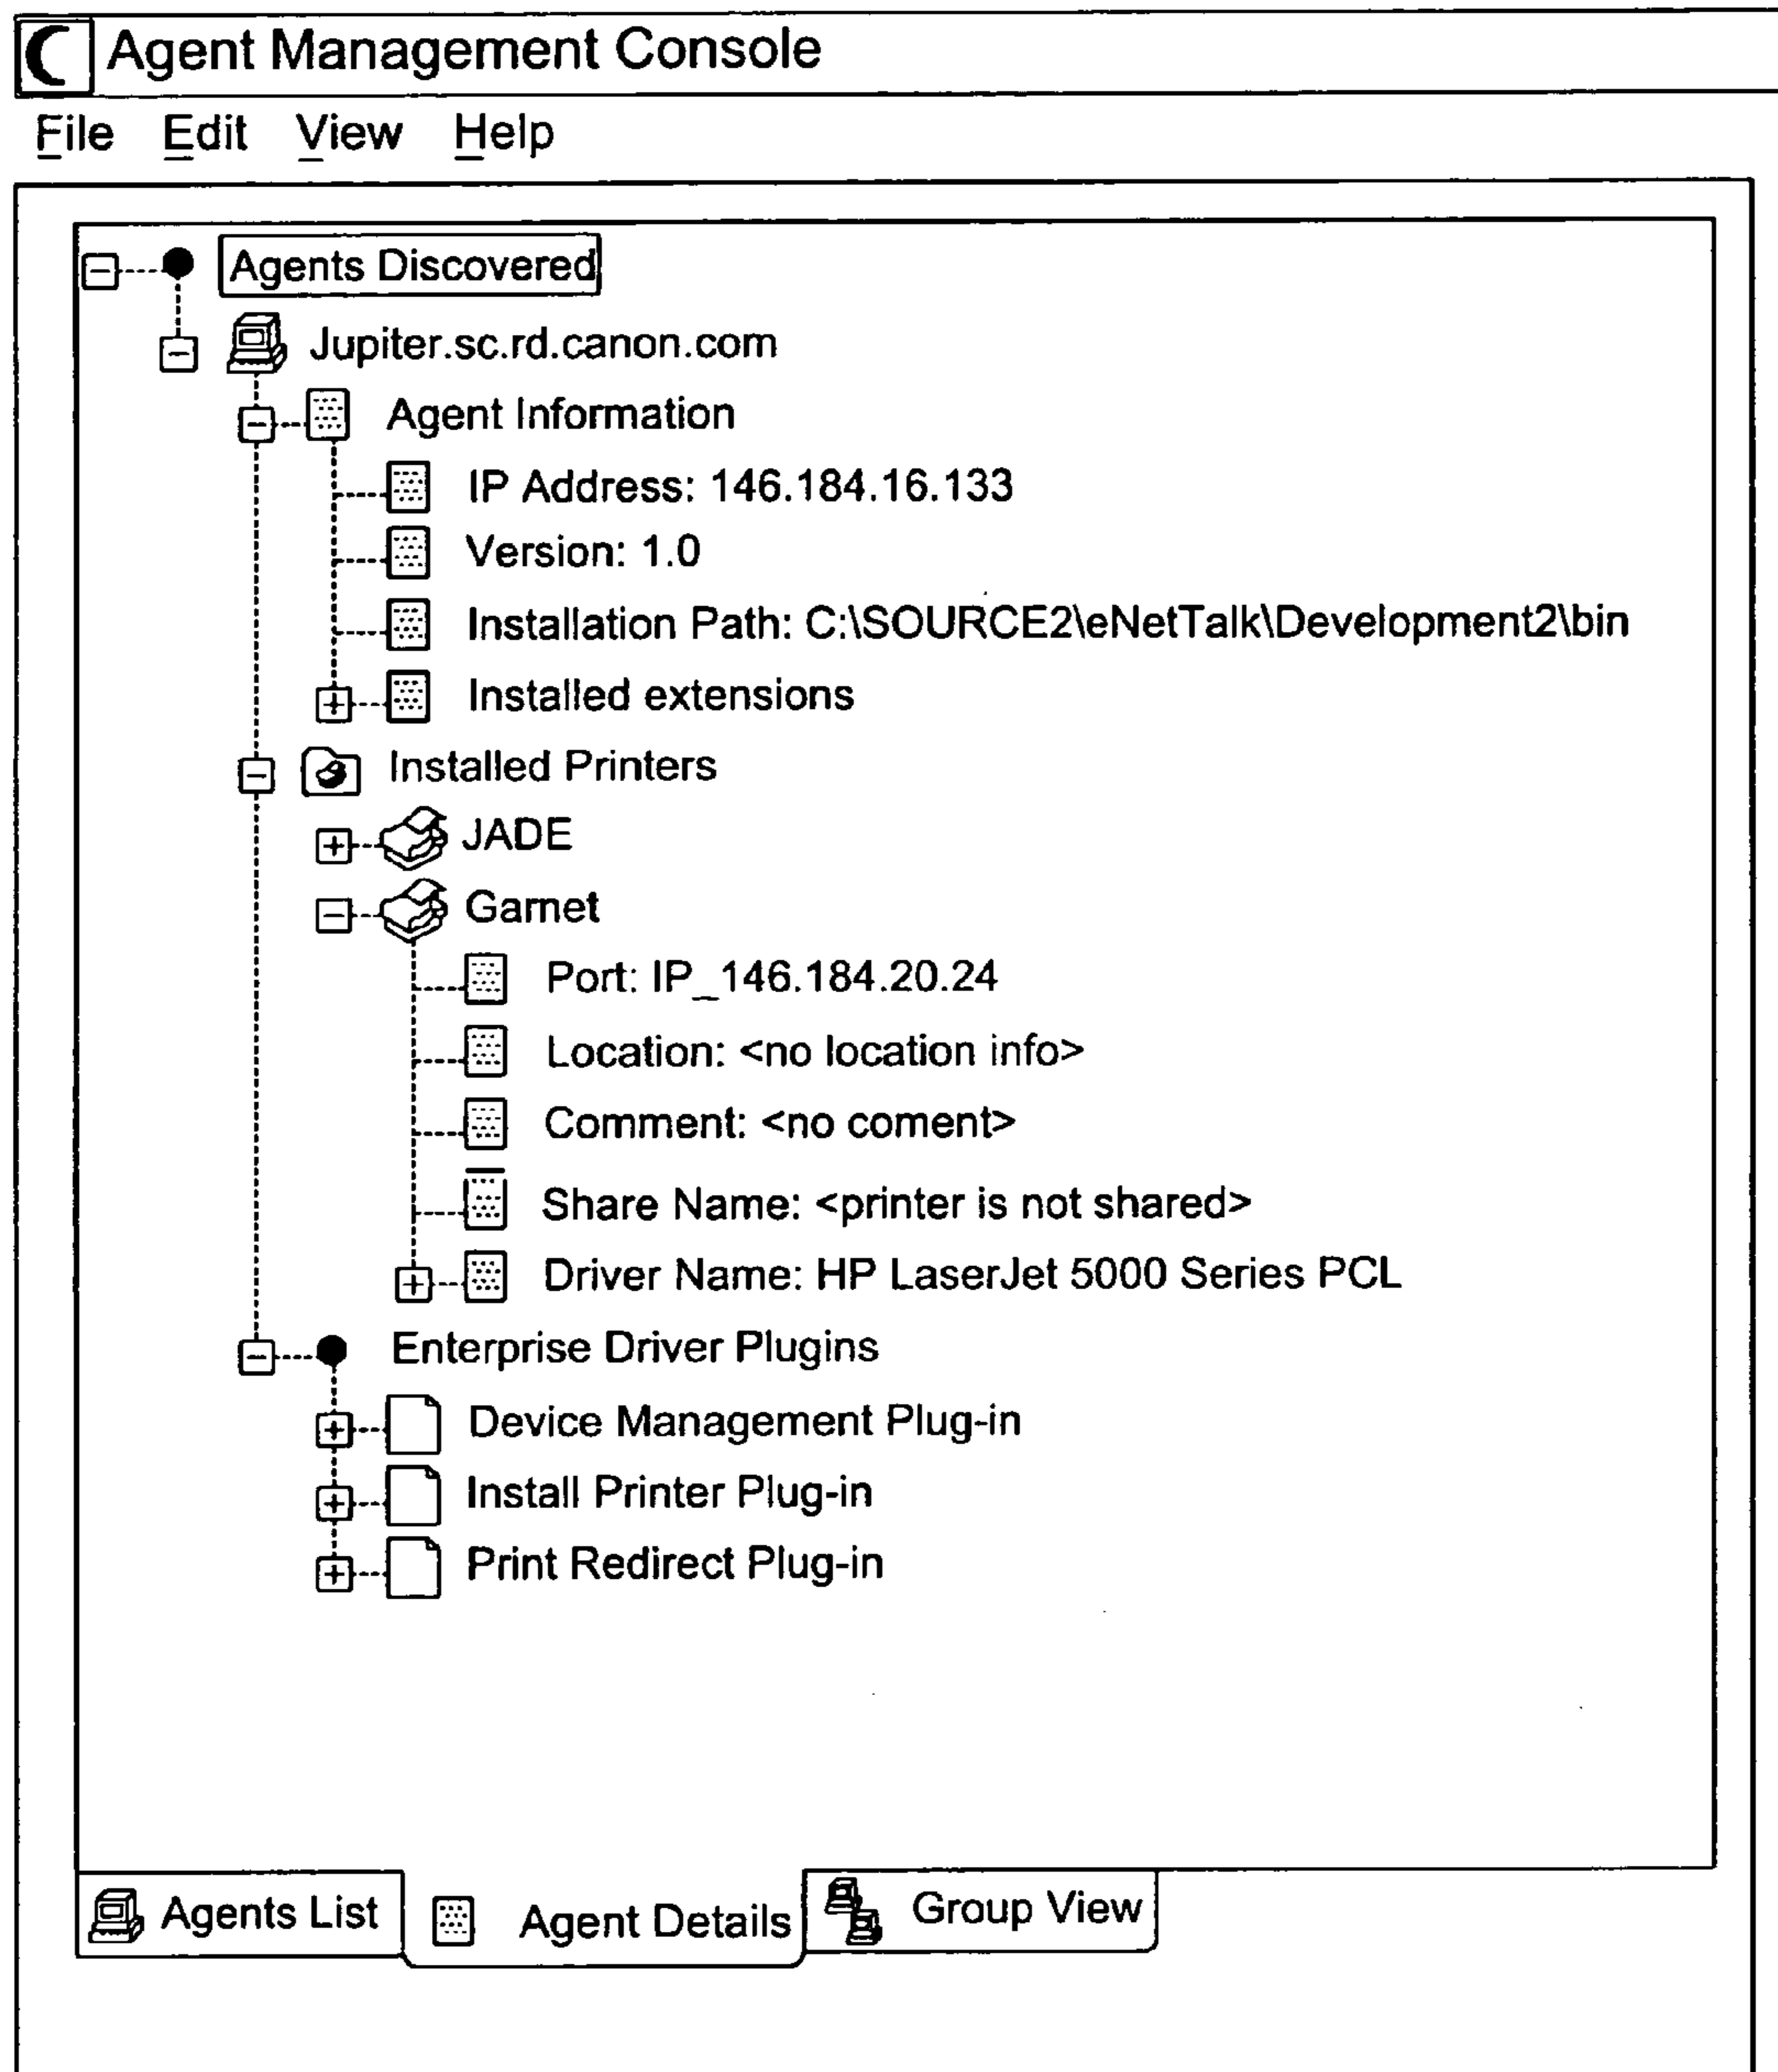 Agent Management Console
File Edit View Help
Agents Discovered
Jupiter.sc.rd.canon.com
Agent Information
IP Address: 146.184.16.133
Version: 1.0
Installation Path: C:\SOURCE2\eNetTalk\Development2\bin
Installed extensions
Installed Printers
JADE
Garnet
Port: IP_146.184.20.24
Location: <no location info>
Comment: <no coment>
Share Name: <printer is not shared>
Driver Name: HP LaserJet 5000 Series PCL
Enterprise Driver Plugins
Device Management Plug-in
Install Printer Plug-in
Print Redirect Plug-in
Agents List Agent Details Group View